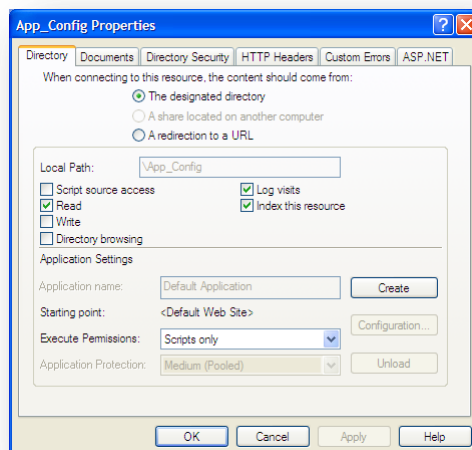 App_Config Properties
Directory Documents Directory Security HTTP Headers Custom Errors ASP.NET
When connecting to this resource, the content should come from:
The designated directory
A share located on another computer
A redirection to a URL
Local Path: \App_Config
Script source access Log visits
Read Index this resource
Write
Directory browsing
Application Settings
Application name: Default Application Create
Starting point: <Default Web Site>
Configuration...
Execute Permissions: Scripts only
Application Protection: Medium (Pooled) Unload
OK Cancel Apply Help